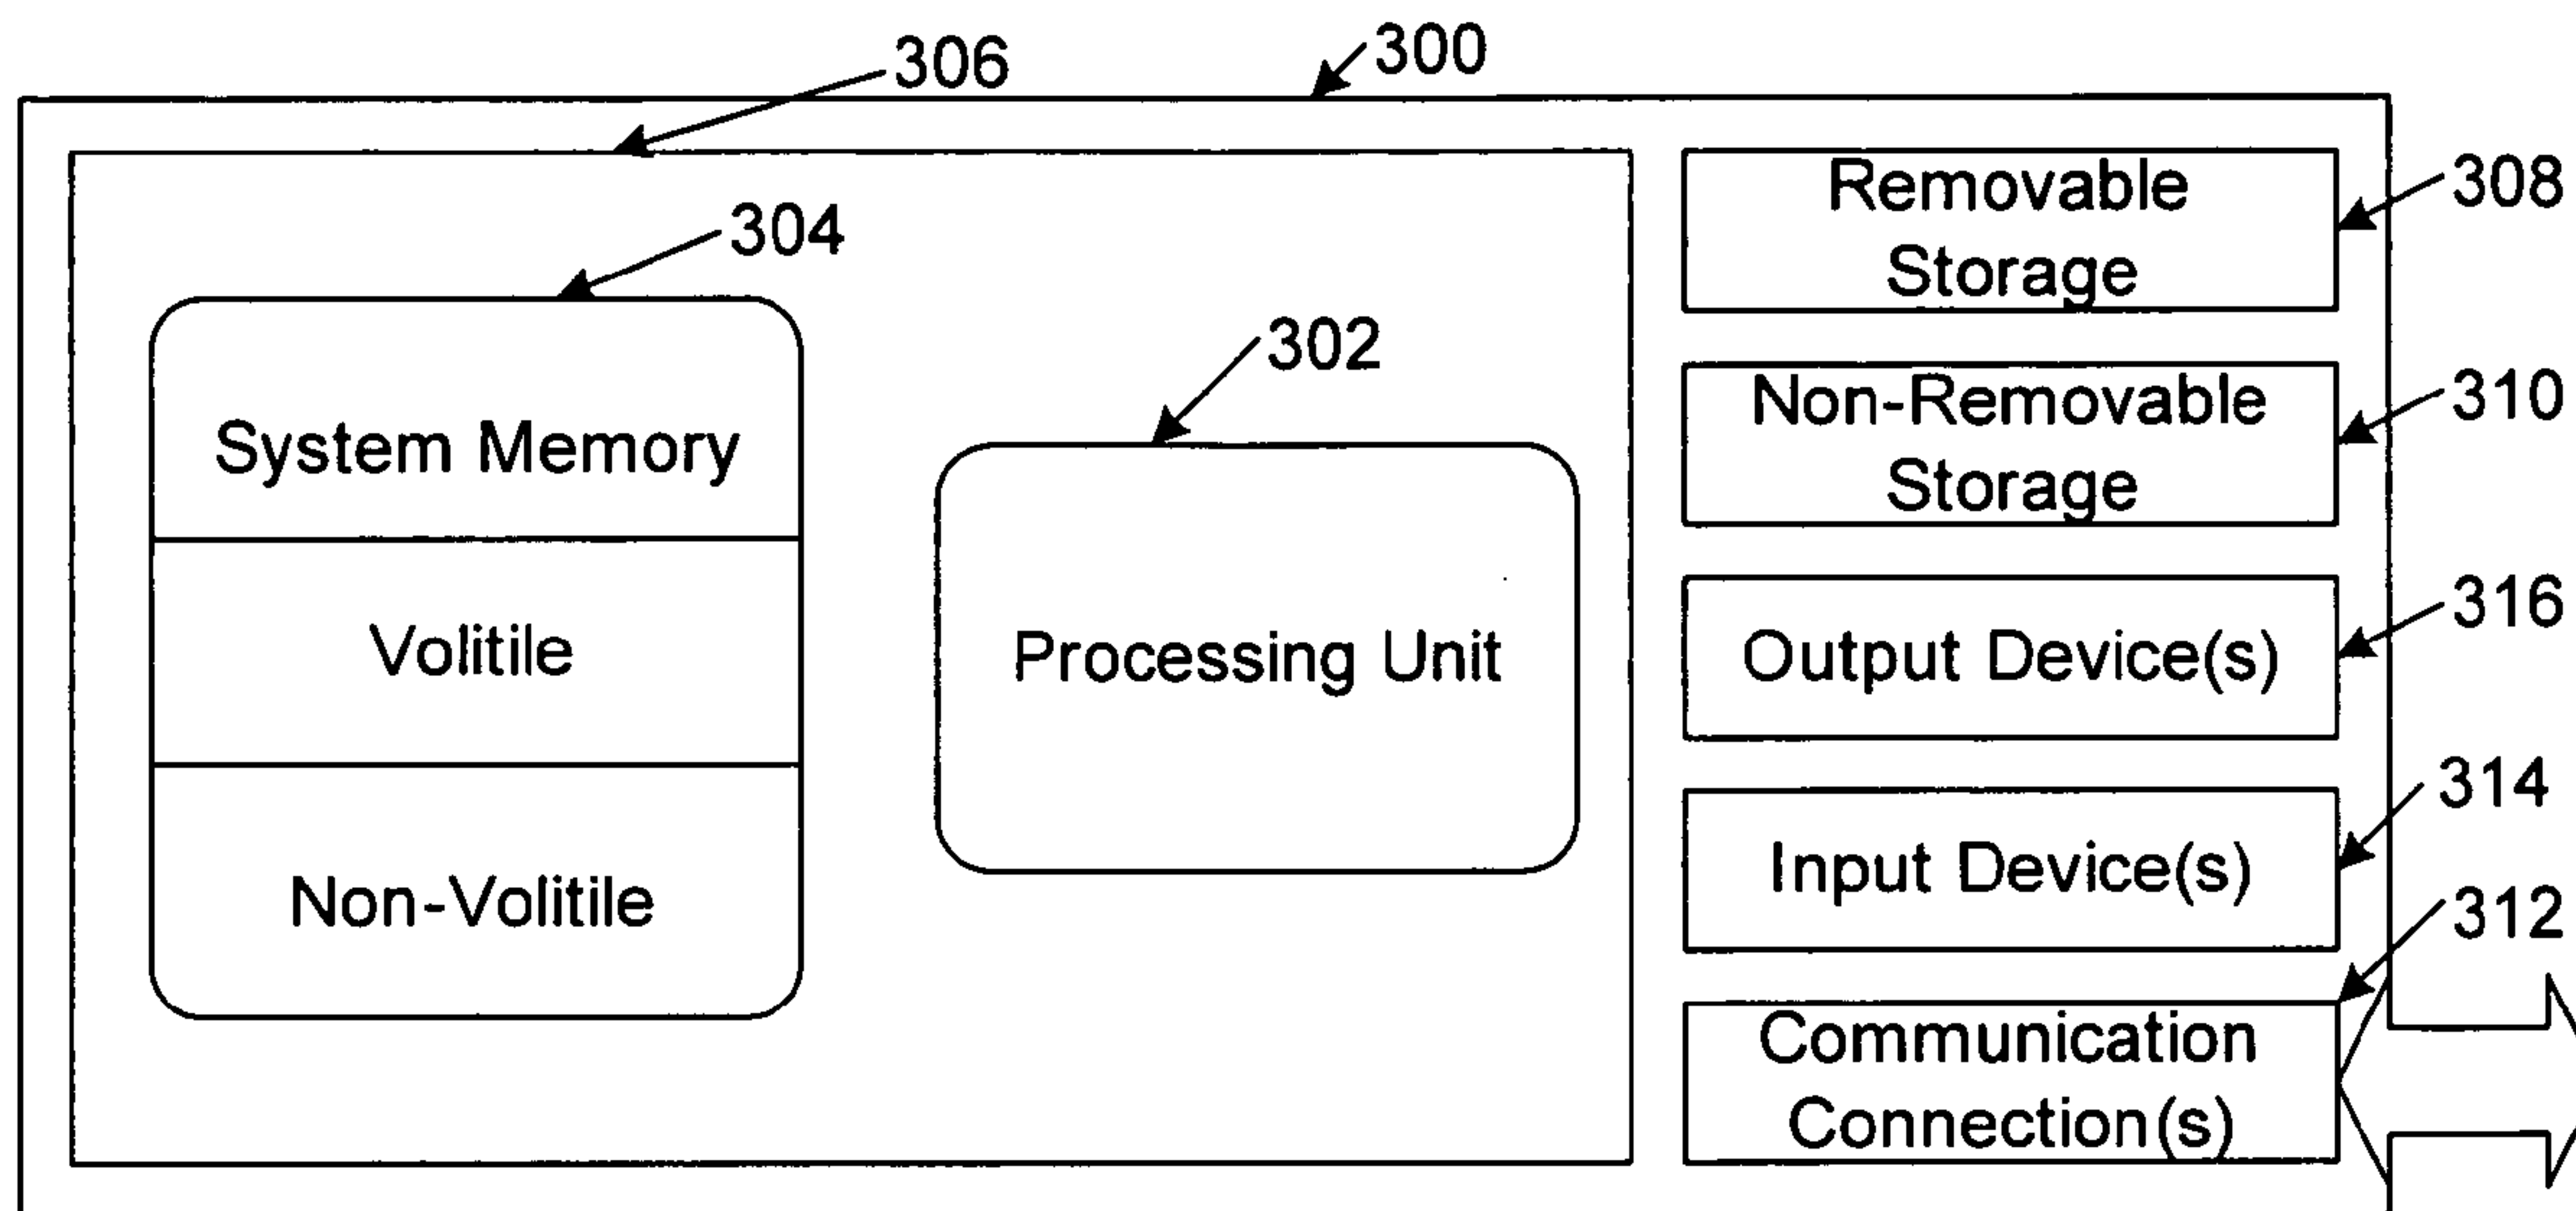 306
300
304
System Memory
Volitile
Non-Volitile
302
Processing Unit
Removable
Storage
308
Non-Removable
Storage
310
Output Device(s)
316
Input Device(s)
314
312
Communication
Connection(s)